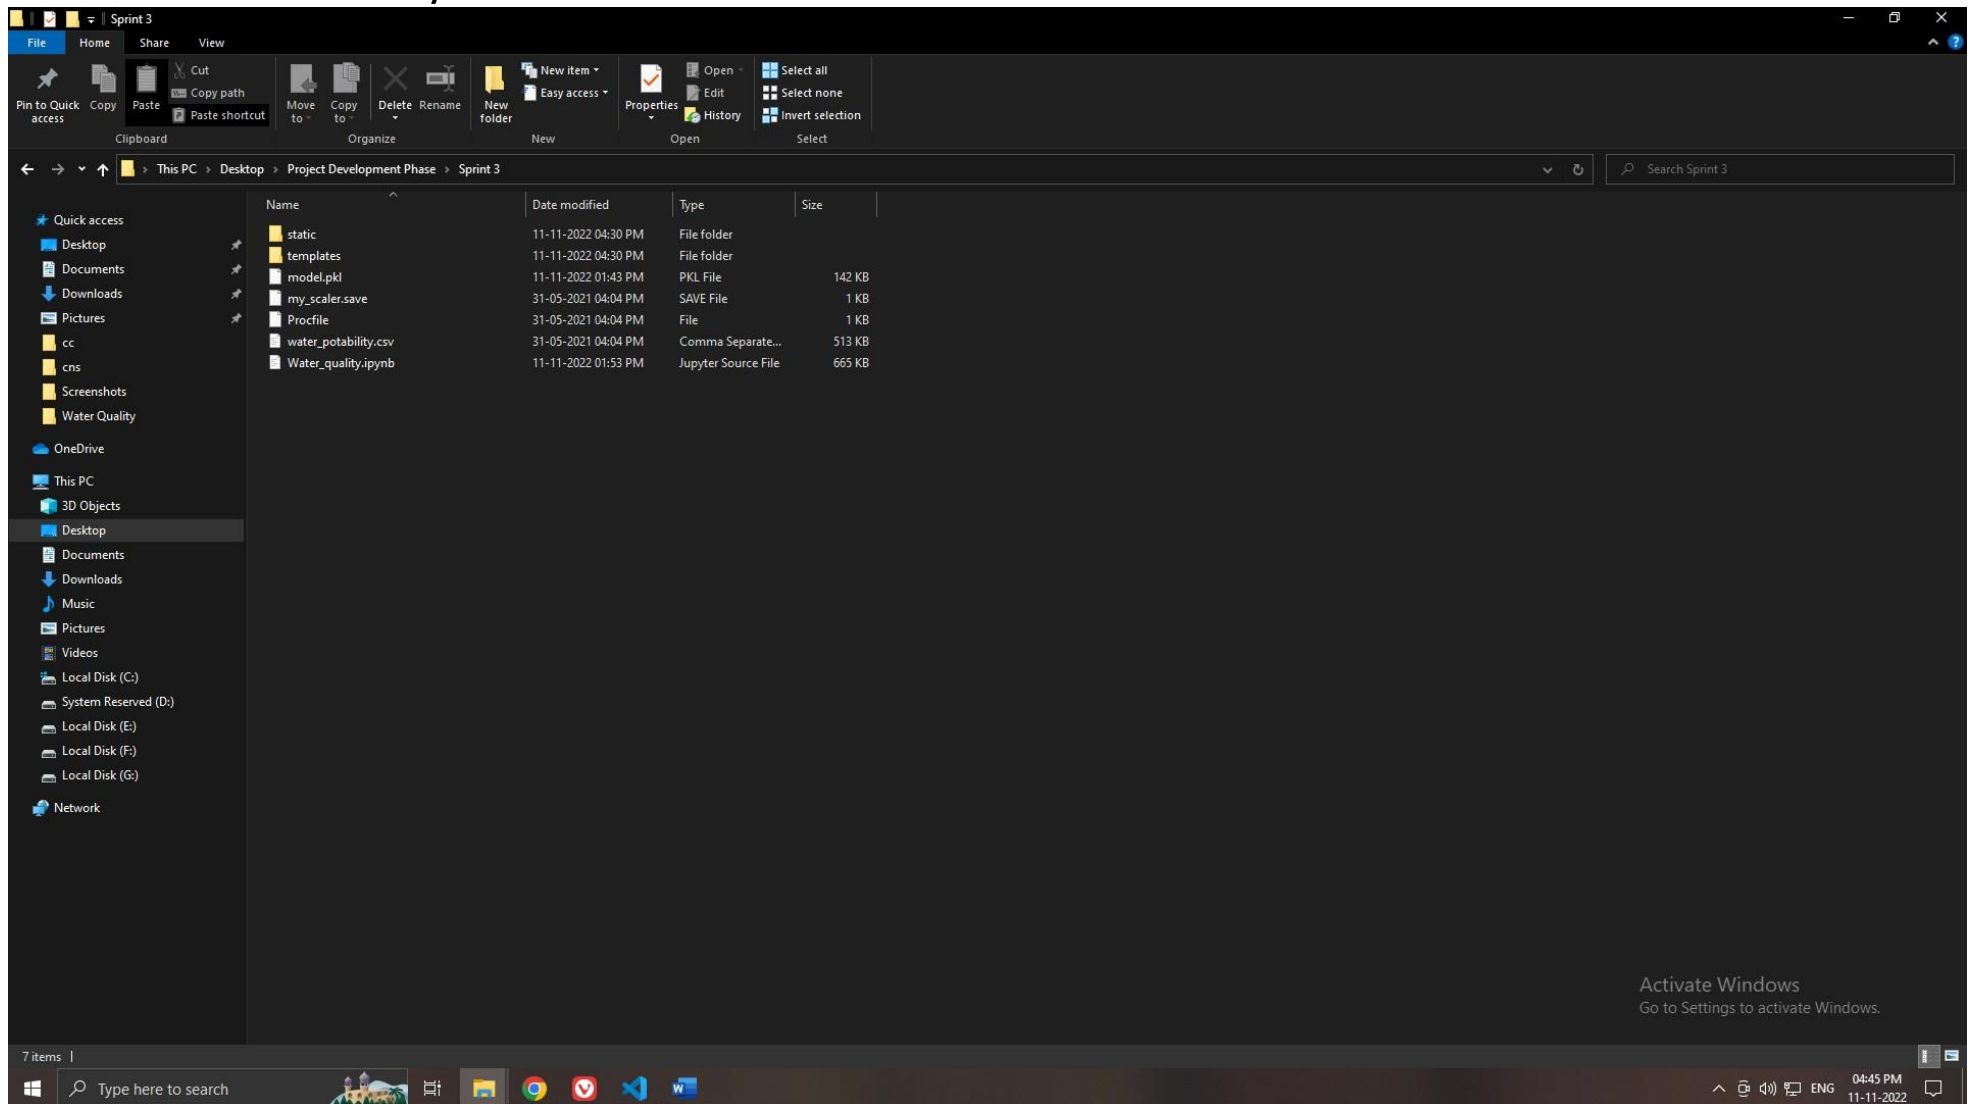 Sprint 3
File Home Share View
Pin to Quick access
Copy
Paste
Cut
Copy path
Paste shortcut
Clipboard
Move to
Copy to
Delete
Rename
Organize
New folder
New item
Easy access
New
Properties
Open
Edit
History
Open
Select all
Select none
Invert selection
Select
This PC > Desktop > Project Development Phase > Sprint 3
Search Sprint 3
Quick access
Desktop
Documents
Downloads
Pictures
cc
cns
Screenshots
Water Quality
OneDrive
This PC
3D Objects
Desktop
Documents
Downloads
Music
Pictures
Videos
Local Disk (C:)
System Reserved (D:)
Local Disk (E:)
Local Disk (F:)
Local Disk (G:)
Network
Name Date modified Type Size
static 11-11-2022 04:30 PM File folder
templates 11-11-2022 04:30 PM File folder
model.pkl 11-11-2022 01:43 PM PKL File 142 KB
my_scaler.save 31-05-2021 04:04 PM SAVE File 1 KB
Procfile 31-05-2021 04:04 PM File 1 KB
water_potability.csv 31-05-2021 04:04 PM Comma Separate... 513 KB
Water_quality.ipynb 11-11-2022 01:53 PM Jupyter Source File 665 KB
Activate Windows
Go to Settings to activate Windows.
7 items
Type here to search
ENG
04:45 PM
11-11-2022